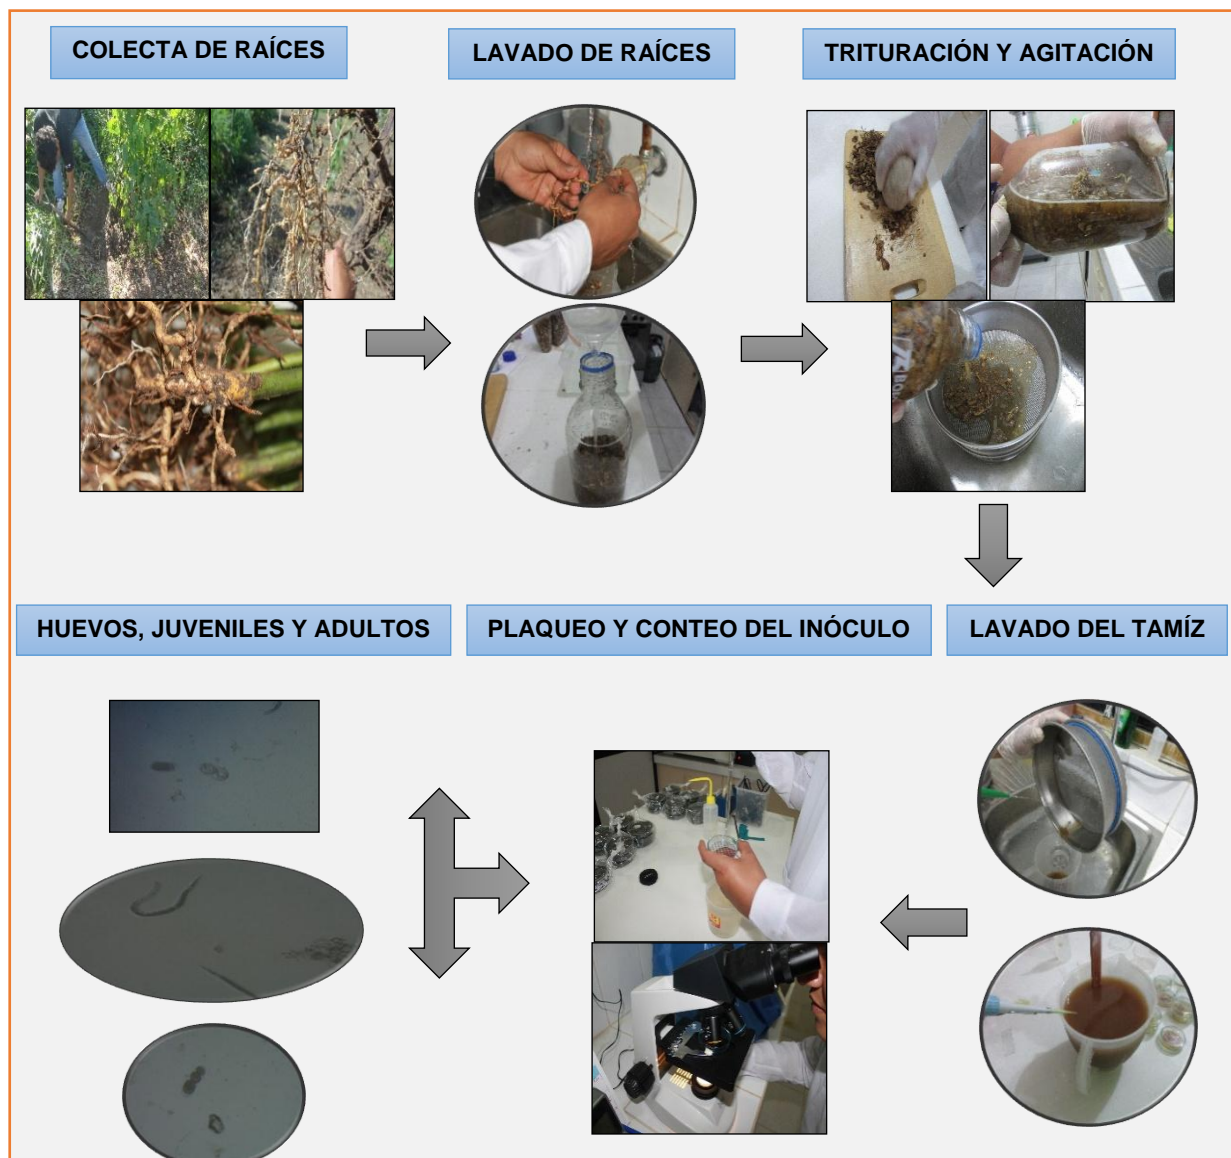 COLECTA DE RAÍCES
LAVADO DE RAÍCES
TRITURACIÓN Y AGITACIÓN
HUEVOS, JUVENILES Y ADULTOS
PLAQUEO Y CONTEO DEL INÓCULO
LAVADO DEL TAMÍZ